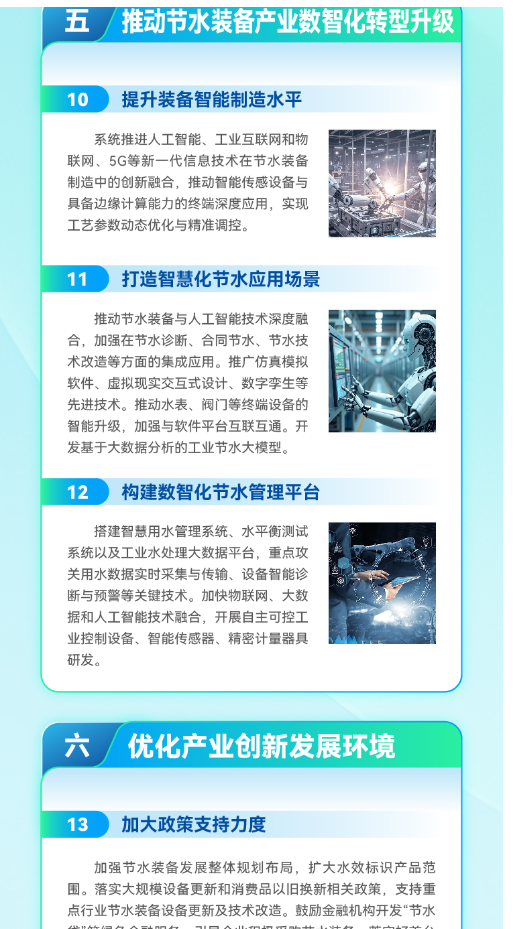 五 推动节水装备产业数智化转型升级
10 提升装备智能制造水平
系统推进人工智能、工业互联网和物
联网、5G等新一代信息技术在节水装备
制造中的创新融合，推动智能传感设备与
具备边缘计算能力的终端深度应用，实现
工艺参数动态优化与精准调控。
11 打造智慧化节水应用场景
推动节水装备与人工智能技术深度融
合，加强在节水诊断、合同节水、节水技
术改造等方面的集成应用。推广仿真模拟
软件、虚拟现实交互式设计、数字孪生等
先进技术。推动水表、阀门等终端设备的
智能升级，加强与软件平台互联互通。开
发基于大数据分析的工业节水大模型。
12 构建数智化节水管理平台
搭建智慧用水管理系统、水平衡测试
系统以及工业水处理大数据平台，重点攻
关用水数据实时采集与传输、设备智能诊
断与预警等关键技术。加快物联网、大数
据和人工智能技术融合，开展自主可控工
业控制设备、智能传感器、精密计量器具
研发。
六 优化产业创新发展环境
13 加大政策支持力度
加强节水装备发展整体规划布局，扩大水效标识产品范
围。落实大规模设备更新和消费品以旧换新相关政策，支持重
点行业节水装备设备更新及技术改造。鼓励金融机构开发“节水